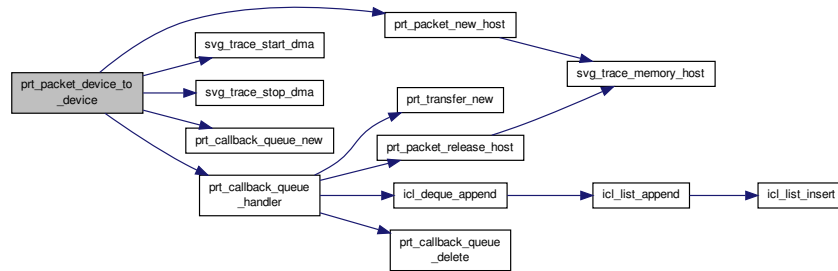 prt_packet_new_host
svg_trace_start_dma
svg_trace_memory_host
prt_packet_device_to
_device
svg_trace_stop_dma
prt_transfer_new
prt_callback_queue_new
prt_packet_release_host
prt_callback_queue
_handler
icl_deque_append
icl_list_append
icl_list_insert
prt_callback_queue
_delete